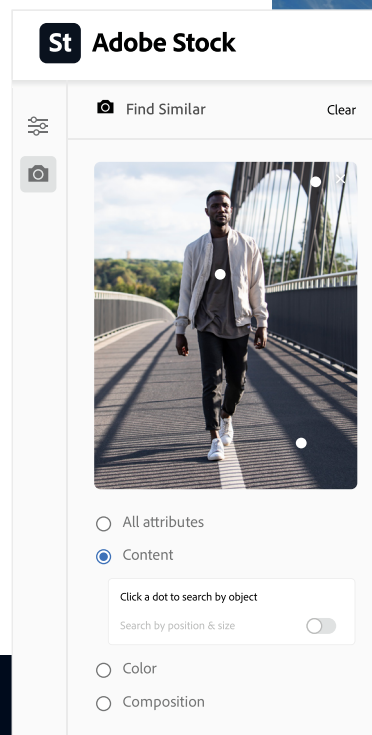 St Adobe Stock
Find Similar Clear
All attributes
Content
Click a dot to search by object
Search by position & size
Color
Composition